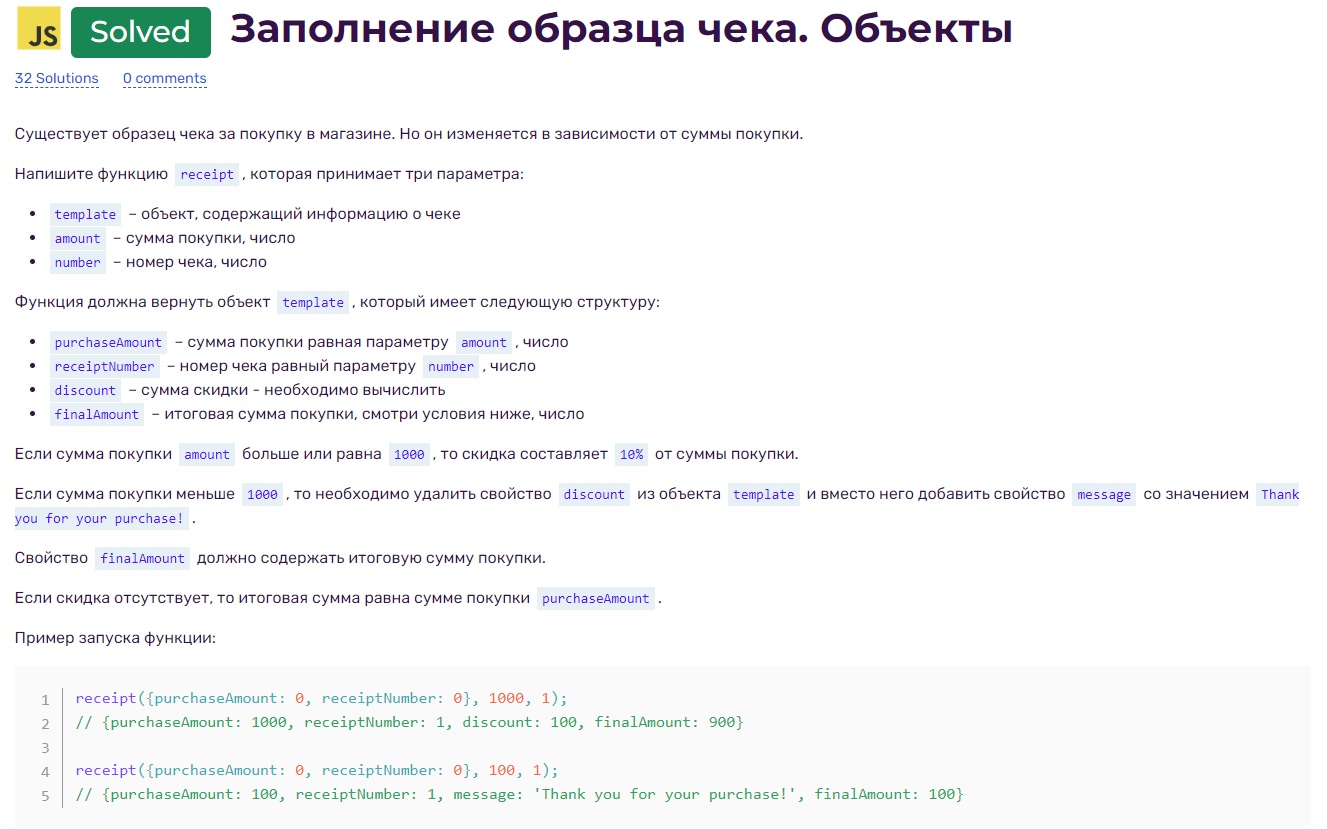 JS Solved Заполнение образца чека. Объекты
32 Solutions 0 comments
Существует образец чека за покупку в магазине. Но он изменяется в зависимости от суммы покупки.
Напишите функцию receipt , которая принимает три параметра:
• template – объект, содержащий информацию о чеке
• amount – сумма покупки, число
• number – номер чека, число
Функция должна вернуть объект template , который имеет следующую структуру:
• purchaseAmount – сумма покупки равная параметру amount , число
• receiptNumber – номер чека равный параметру number , число
• discount – сумма скидки - необходимо вычислить
• finalAmount – итоговая сумма покупки, смотри условия ниже, число
Если сумма покупки amount больше или равна 1000 , то скидка составляет 10% от суммы покупки.
Если сумма покупки меньше 1000 , то необходимо удалить свойство discount из объекта template и вместо него добавить свойство message со значением Thank
you for your purchase! .
Свойство finalAmount должно содержать итоговую сумму покупки.
Если скидка отсутствует, то итоговая сумма равна сумме покупки purchaseAmount .
Пример запуска функции:
1 receipt({purchaseAmount: 0, receiptNumber: 0}, 1000, 1);
2 // {purchaseAmount: 1000, receiptNumber: 1, discount: 100, finalAmount: 900}
3
4 receipt({purchaseAmount: 0, receiptNumber: 0}, 100, 1);
5 // {purchaseAmount: 100, receiptNumber: 1, message: 'Thank you for your purchase!', finalAmount: 100}